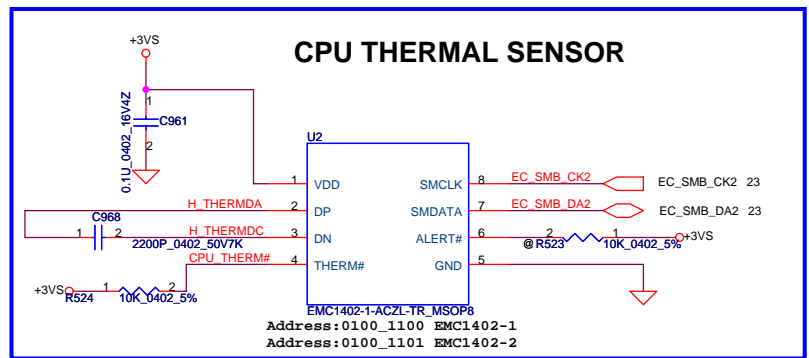 +3VS
CPU THERMAL SENSOR
1
C961
2
0.1U_0402_16V4Z
U2
1 VDD SMCLK 8 EC_SMB_CK2 EC_SMB_CK2 23
H_THERMDA 2 DP SMDATA 7 EC_SMB_DA2 EC_SMB_DA2 23
C968
1 2 H_THERMDC 3 DN ALERT# 6 @ R523 2 1 +3VS
2200P_0402_50V7K 10K_0402_5%
CPU_THERM# 4 THERM# GND 5
+3VS 1 2
R524 10K_0402_5%
EMC1402-1-ACZL-TR_MSOP8
Address:0100_1100 EMC1402-1
Address:0100_1101 EMC1402-2